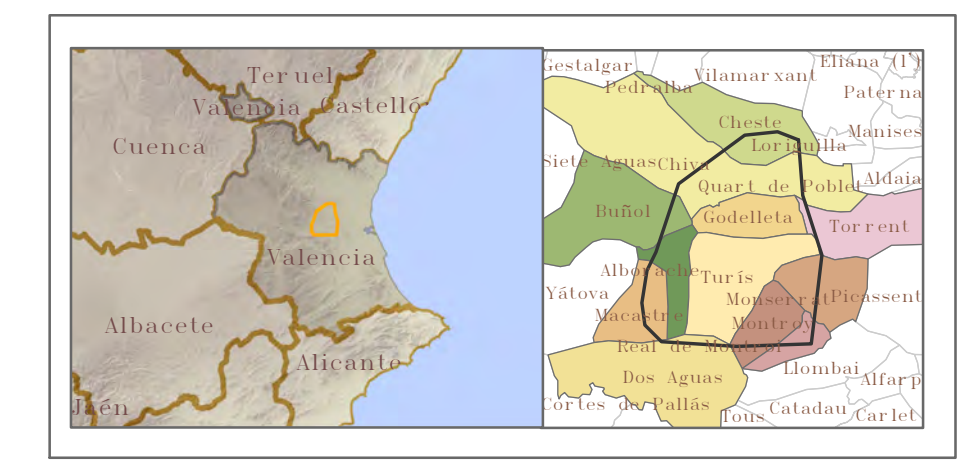 Teruel
Valencia
Castelló
Cuenca
Valencia
Albacete
Alicante
Jaén
Gestalgar
Eliana (l')
Vilamarxant
Pedralba
Paterna
Cheste
Manises
Loriguilla
Siete Aguas
Chiva
Aldaia
Quart de Poblet
Buñol
Godelleta
Torrent
Alborache
Turís
Yátova
Monserrat
Picassent
Macastre
Montroy
Real de Montroi
Llombai
Dos Aguas
Alfarp
Cortes de Pallás
Catadau
Tous
Carlet